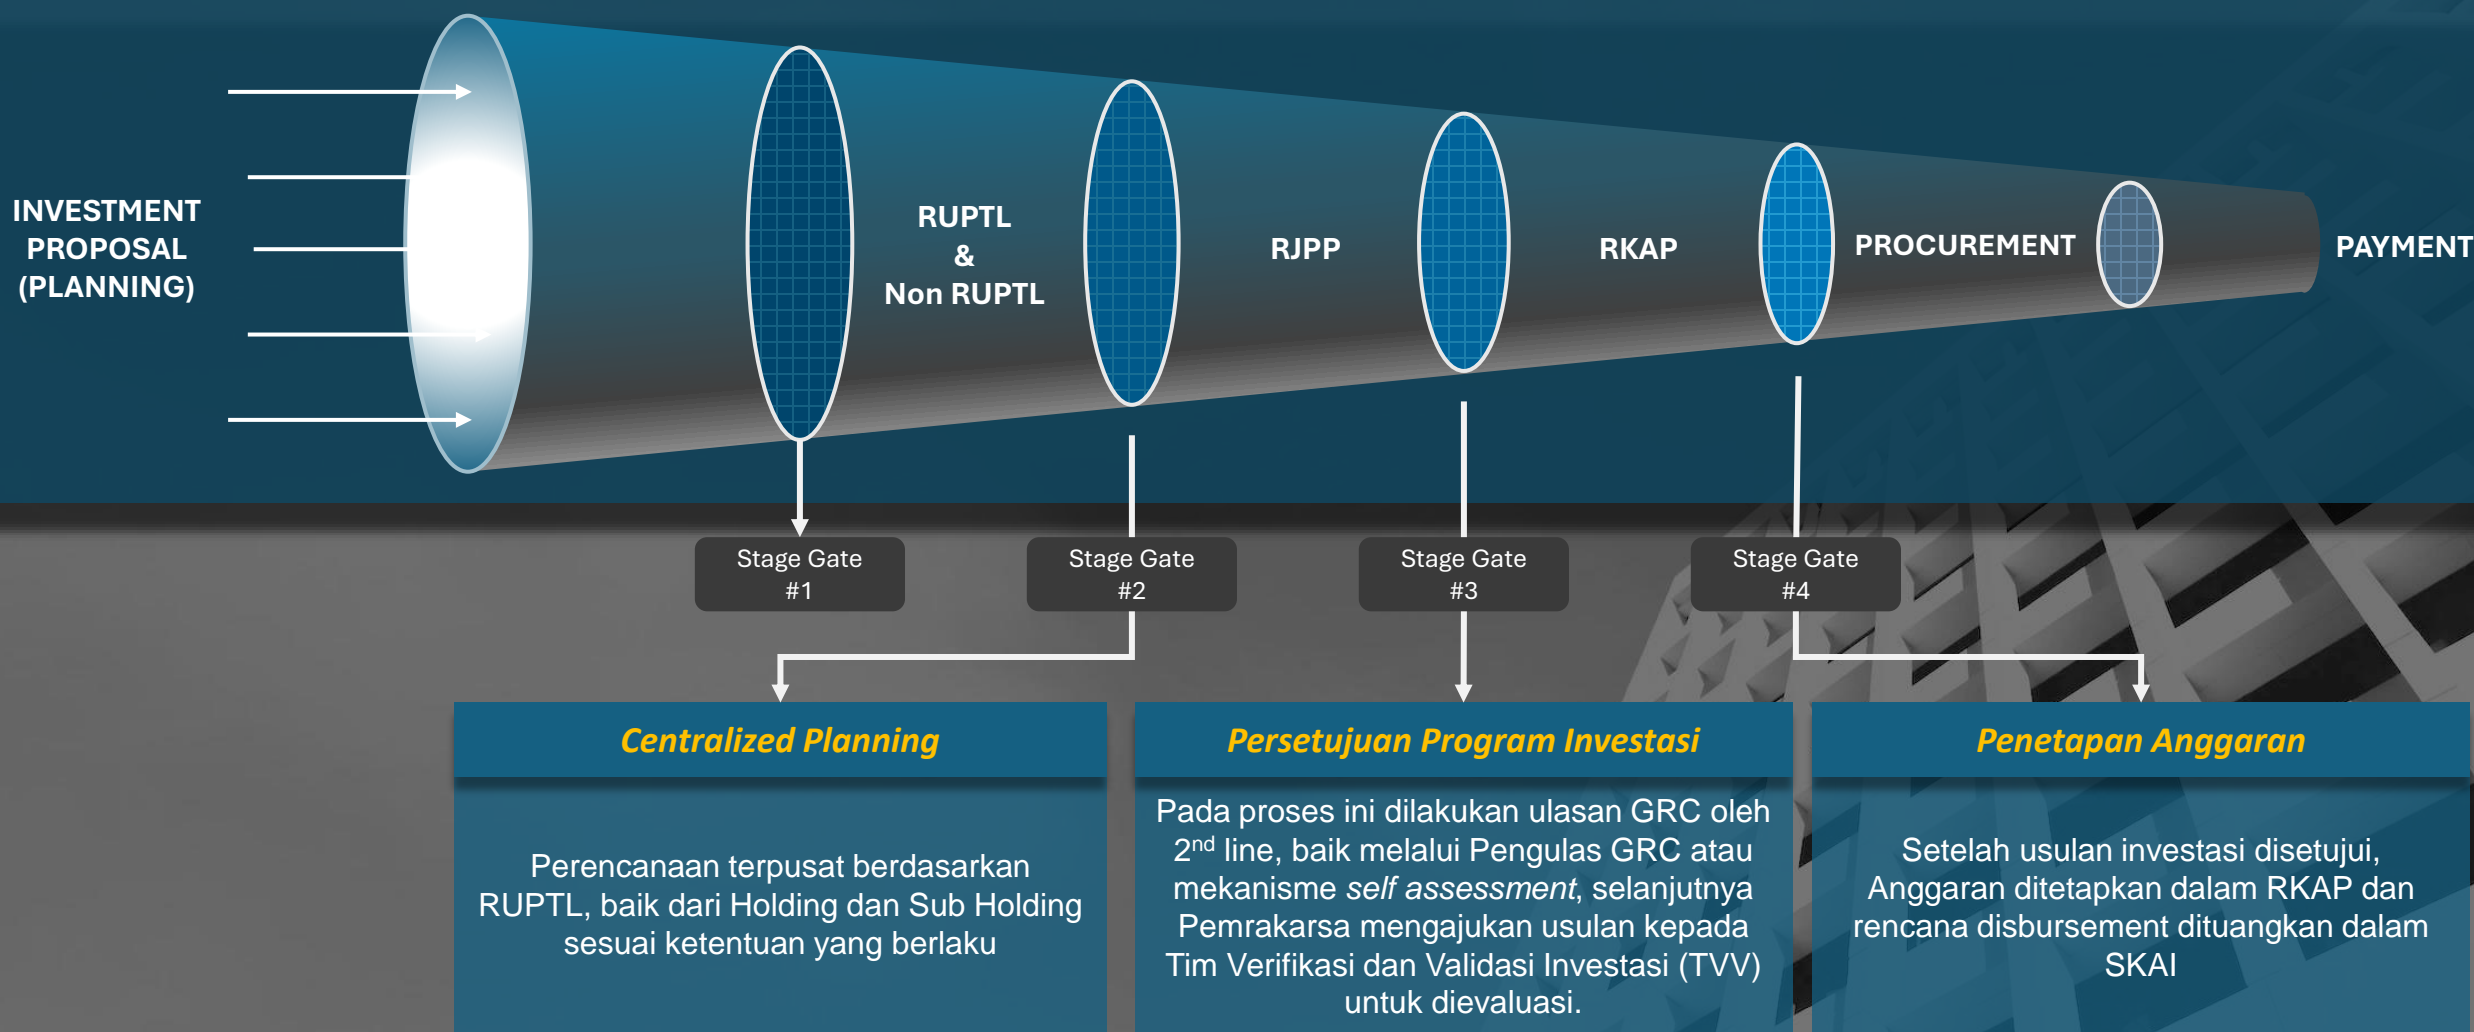 INVESTMENT
PROPOSAL
(PLANNING)
RUPTL
&
Non RUPTL
RJPP
RKAP
PROCUREMENT
PAYMENT
Stage Gate
#1
Stage Gate
#2
Stage Gate
#3
Stage Gate
#4
Centralized Planning
Perencanaan terpusat berdasarkan
RUPTL, baik dari Holding dan Sub Holding
sesuai ketentuan yang berlaku
Persetujuan Program Investasi
Pada proses ini dilakukan ulasan GRC oleh
2nd line, baik melalui Pengulas GRC atau
mekanisme self assessment, selanjutnya
Pemrakarsa mengajukan usulan kepada
Tim Verifikasi dan Validasi Investasi (TVV)
untuk dievaluasi.
Penetapan Anggaran
Setelah usulan investasi disetujui,
Anggaran ditetapkan dalam RKAP dan
rencana disbursement dituangkan dalam
SKAI